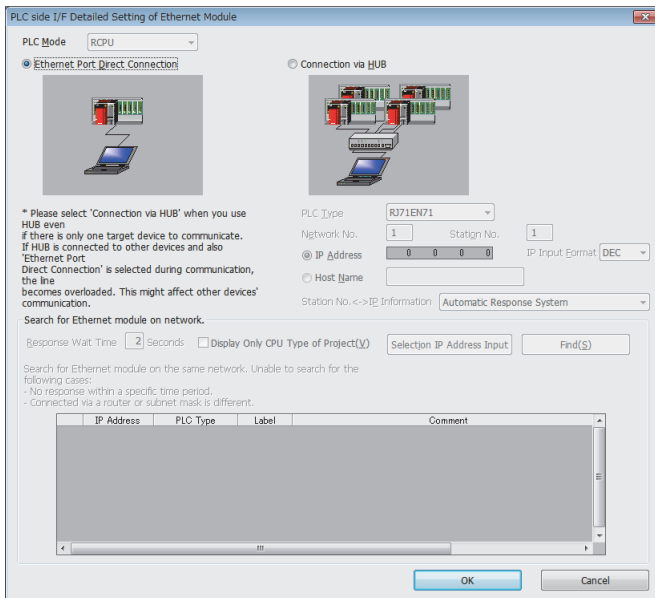 PLC side I/F Detailed Setting of Ethernet Module
PLC Mode RCPU
Ethernet Port Direct Connection
Connection via HUB
* Please select 'Connection via HUB' when you use
HUB even
if there is only one target device to communicate.
If HUB is connected to other devices and also
'Ethernet Port
Direct Connection' is selected during communication,
the line
becomes overloaded. This might affect other devices'
communication.
PLC Type RJ71EN71
Network No. 1 Station No. 1
IP Address 0 0 0 0 IP Input Format DEC
Host Name
Station No.<->IP Information Automatic Response System
Search for Ethernet module on network.
Response Wait Time 2 Seconds Display Only CPU Type of Project(V) Selection IP Address Input Find(S)
Search for Ethernet module on the same network. Unable to search for the
following cases:
- No response within a specific time period.
- Connected via a router or subnet mask is different.
IP Address PLC Type Label Comment
OK Cancel